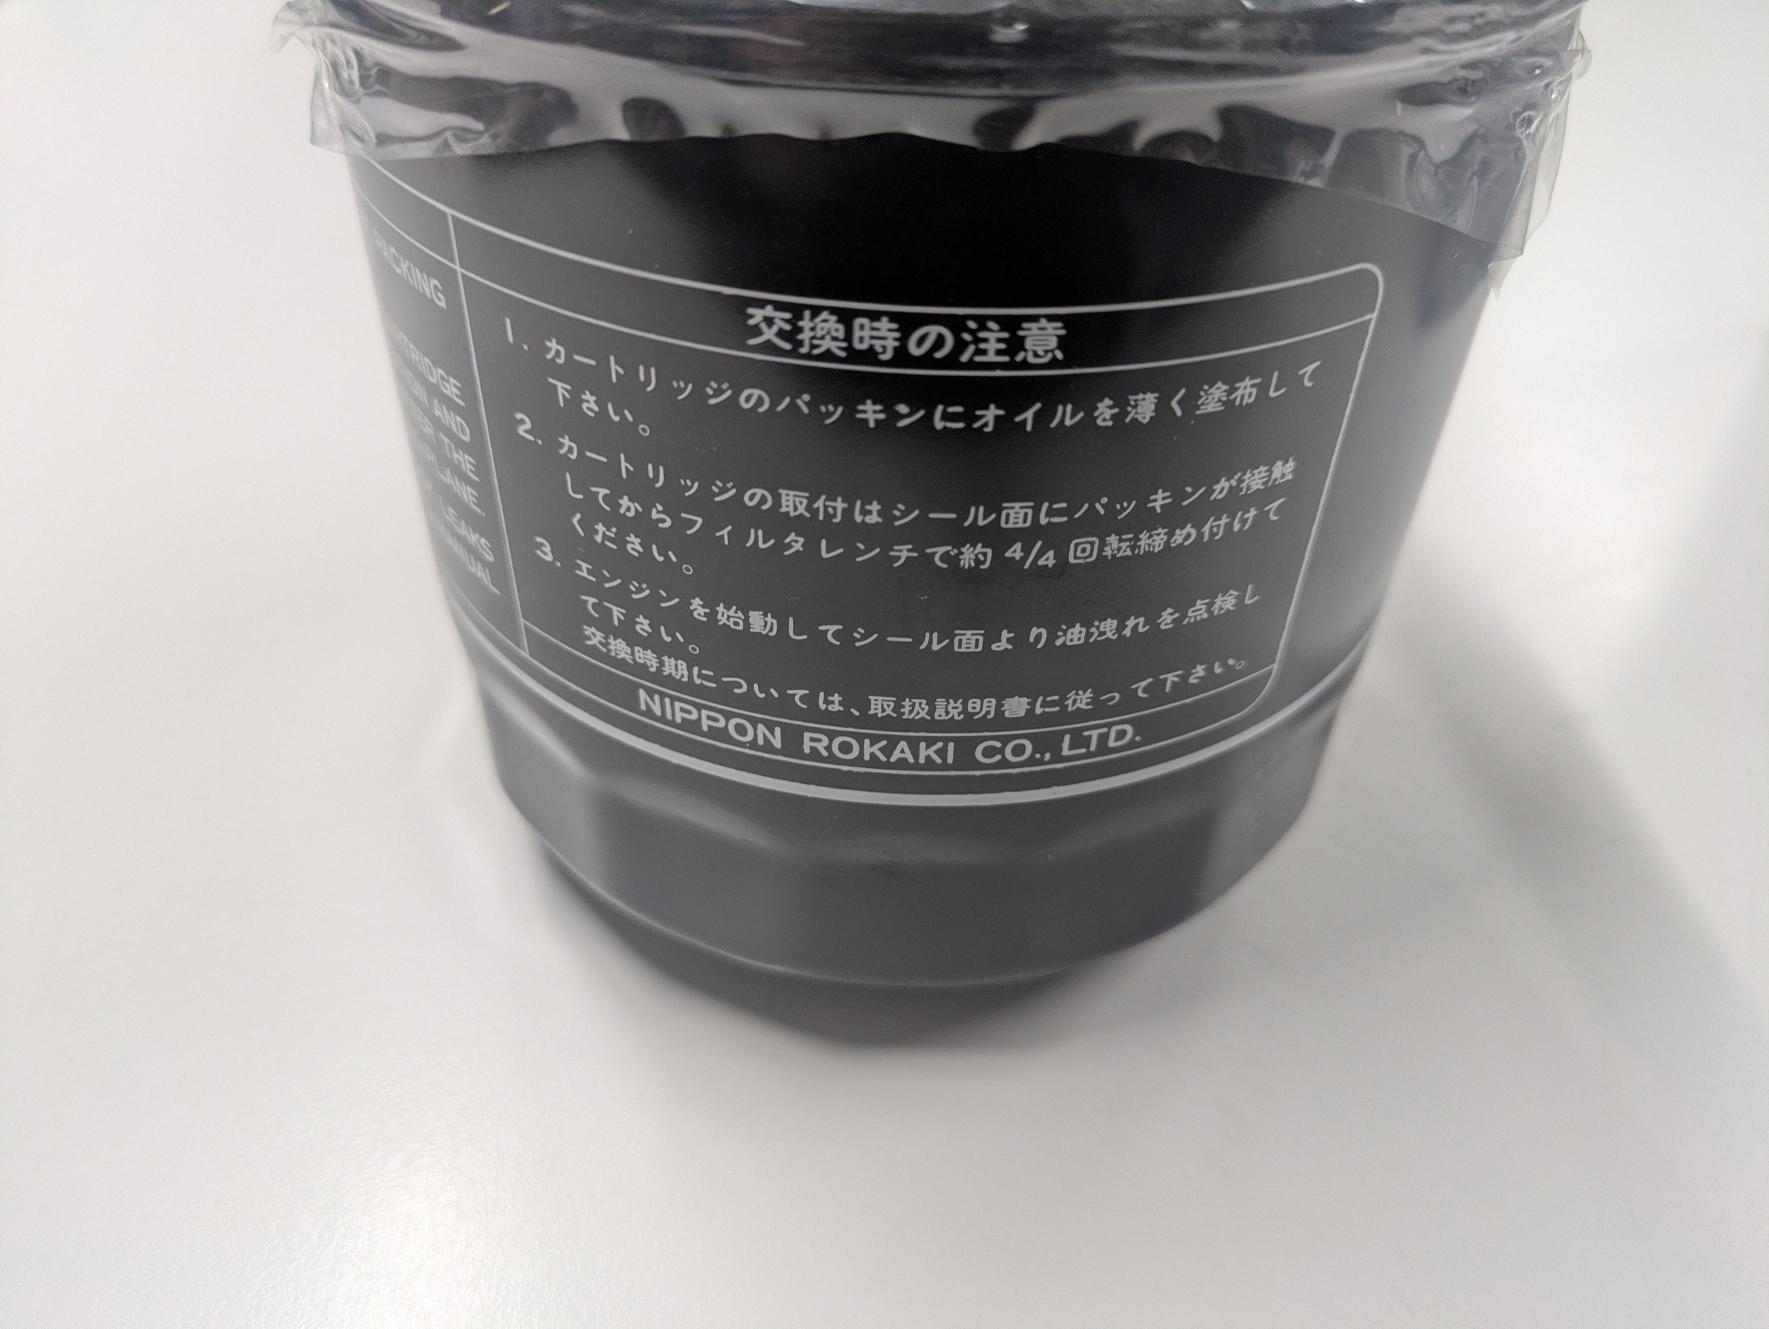 PACKING
CARTRIDGE
AND
THE
PLANE.
LEAKS
MANUAL
交換時の注意
1. カートリッジのパッキンにオイルを薄く塗布して
下さい。
2. カートリッジの取付はシール面にパッキンが接触
してからフィルタレンチで約 4/4 回転締め付けて
ください。
3. エンジンを始動してシール面より油洩れを点検し
て下さい。
交換時期については、取扱説明書に従って下さい。
NIPPON ROKAKI CO., LTD.